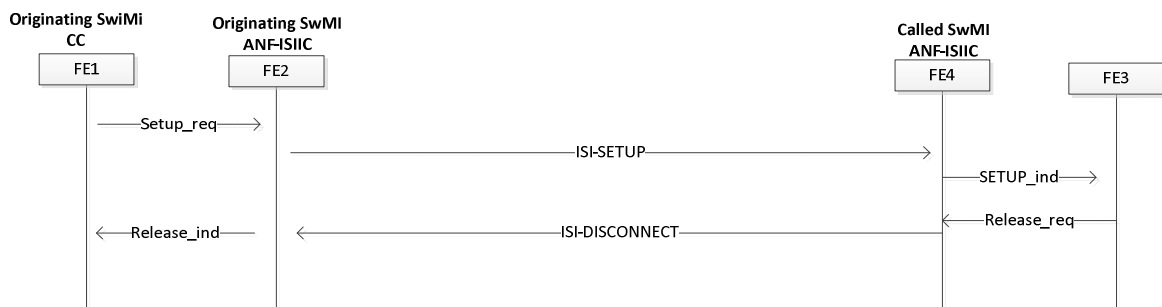 Originating SwiMi
CC
Originating SwMI
ANF-ISIIC
Called SwMI
ANF-ISIIC
FE1
FE2
FE4
FE3
Setup_req
ISI-SETUP
SETUP_ind
Release_req
Release_ind
ISI-DISCONNECT